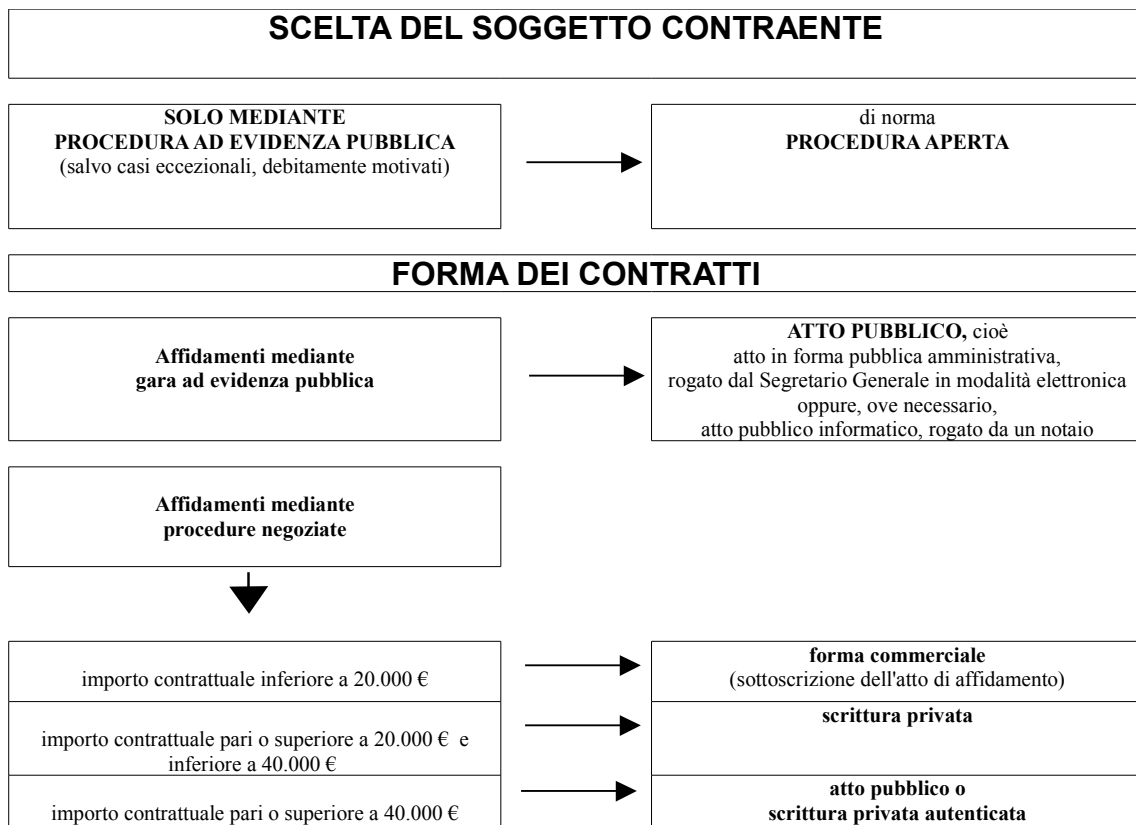 SCELTA DEL SOGGETTO CONTRAENTE
SOLO MEDIANTE
PROCEDURA AD EVIDENZA PUBBLICA
(salvo casi eccezionali, debitamente motivati)
di norma
PROCEDURA APERTA
FORMA DEI CONTRATTI
Affidamenti mediante
gara ad evidenza pubblica
ATTO PUBBLICO, cioè
atto in forma pubblica amministrativa,
rogato dal Segretario Generale in modalità elettronica
oppure, ove necessario,
atto pubblico informatico, rogato da un notaio
Affidamenti mediante
procedure negoziate
importo contrattuale inferiore a 20.000 €
forma commerciale
(sottoscrizione dell'atto di affidamento)
importo contrattuale pari o superiore a 20.000 € e
inferiore a 40.000 €
scrittura privata
importo contrattuale pari o superiore a 40.000 €
atto pubblico o
scrittura privata autenticata